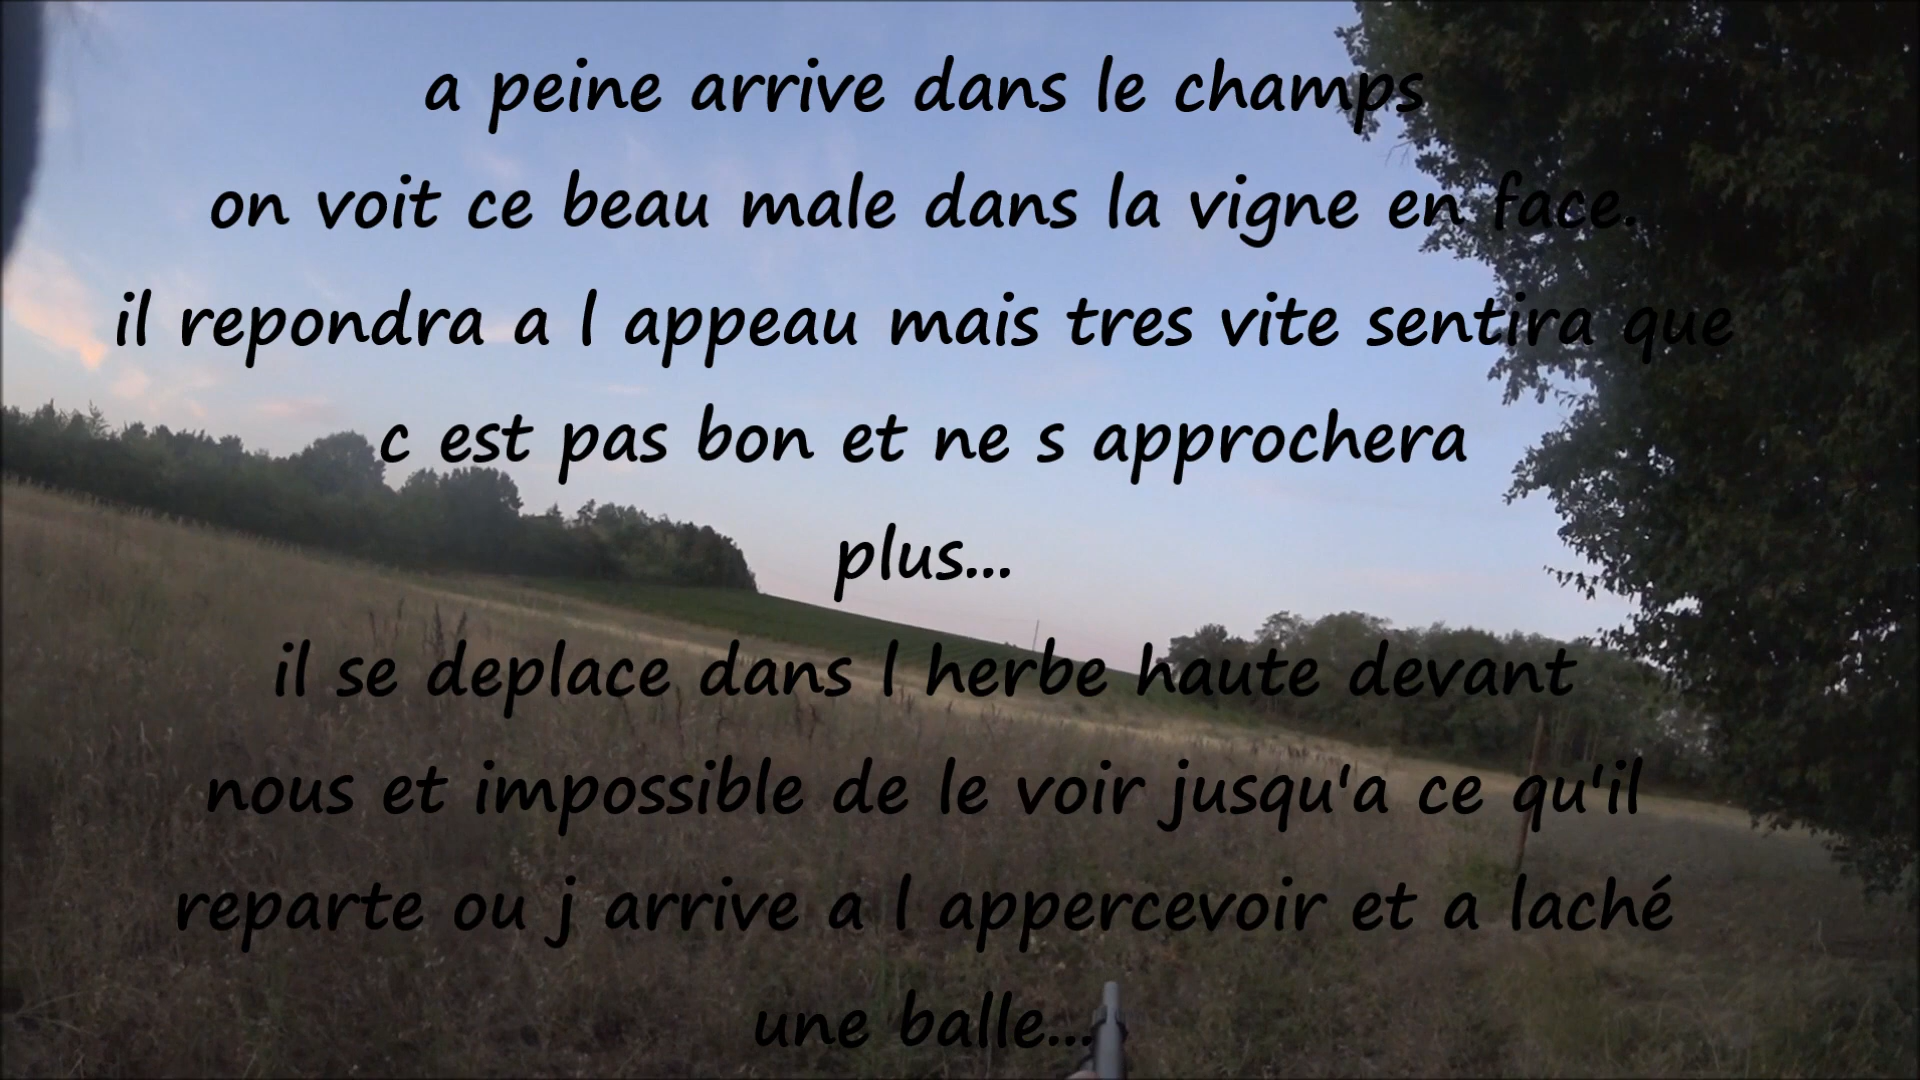 a peine arrive dans le champs
on voit ce beau male dans la vigne en face.
il repondra a l appeau mais tres vite sentira que
c est pas bon et ne s approchera
plus...
il se deplace dans l herbe haute devant
nous et impossible de le voir jusqu'a ce qu'il
reparte ou j arrive a l appercevoir et a laché
une balle...